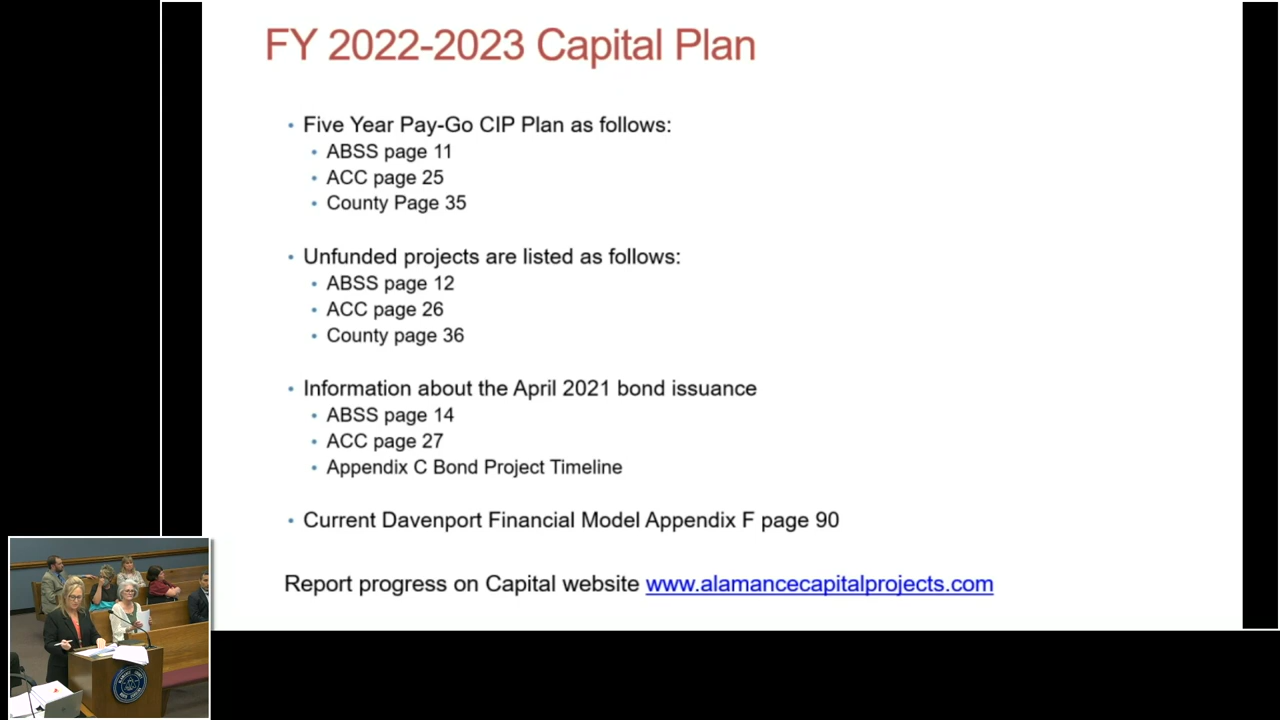 FY 2022-2023 Capital Plan
• Five Year Pay-Go CIP Plan as follows:
• ABSS page 11
• ACC page 25
• County Page 35
• Unfunded projects are listed as follows:
• ABSS page 12
• ACC page 26
• County page 36
• Information about the April 2021 bond issuance
• ABSS page 14
• ACC page 27
• Appendix C Bond Project Timeline
• Current Davenport Financial Model Appendix F page 90
Report progress on Capital website www.alamancecapitalprojects.com